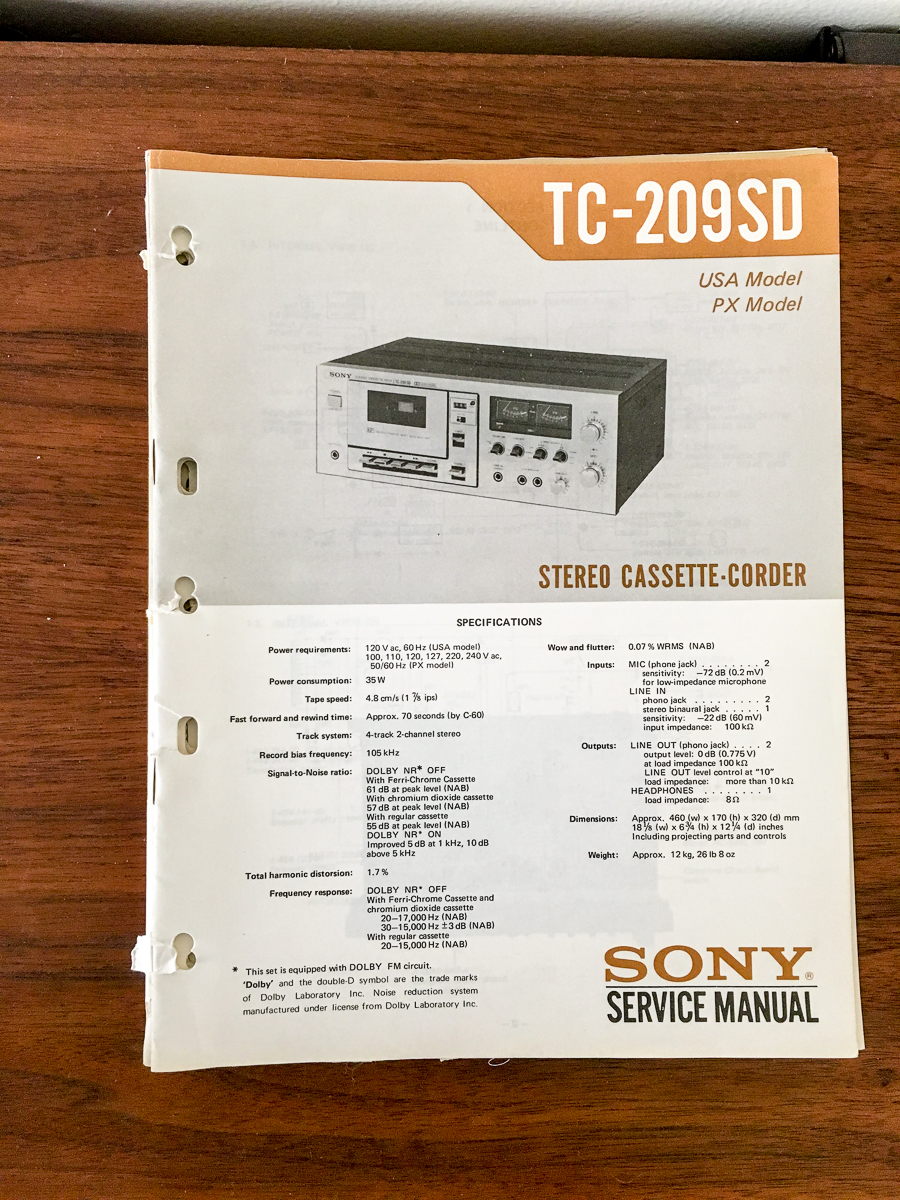 TC-209SD
USA Model
PX Model
SONY
STEREO CASSETTE·CORDER
SPECIFICATIONS
Power requirements: 120 V ac, 60 Hz (USA model)
100, 110, 120, 127, 220, 240 V ac,
50/60 Hz (PX model)
Power consumption: 35 W
Tape speed: 4.8 cm/s (1 ⅞ ips)
Fast forward and rewind time: Approx. 70 seconds (by C-60)
Track system: 4-track 2-channel stereo
Record bias frequency: 105 kHz
Signal-to-Noise ratio: DOLBY NR* OFF
With Ferri-Chrome Cassette
61 dB at peak level (NAB)
With chromium dioxide cassette
57 dB at peak level (NAB)
With regular cassette
55 dB at peak level (NAB)
DOLBY NR* ON
Improved 5 dB at 1 kHz, 10 dB
above 5 kHz
Total harmonic distorsion: 1.7 %
Frequency response: DOLBY NR* OFF
With Ferri-Chrome Cassette and
chromium dioxide cassette
20–17,000 Hz (NAB)
30–15,000 Hz ±3 dB (NAB)
With regular cassette
20–15,000 Hz (NAB)
* This set is equipped with DOLBY FM circuit.
'Dolby' and the double-D symbol are the trade marks
of Dolby Laboratory Inc. Noise reduction system
manufactured under license from Dolby Laboratory Inc.
Wow and flutter: 0.07 % WRMS (NAB)
Inputs: MIC (phone jack) . . . . . . . . 2
sensitivity: −72 dB (0.2 mV)
for low-impedance microphone
LINE IN
phono jack . . . . . . . . . 2
stereo binaural jack . . . . . 1
sensitivity: −22 dB (60 mV)
input impedance: 100 kΩ
Outputs: LINE OUT (phono jack) . . . . 2
output level: 0 dB (0.775 V)
at load impedance 100 kΩ
LINE OUT level control at "10"
load impedance: more than 10 kΩ
HEADPHONES . . . . . . . . 1
load impedance: 8 Ω
Dimensions: Approx. 460 (w) x 170 (h) x 320 (d) mm
18 ⅛ (w) x 6 ¾ (h) x 12 ¼ (d) inches
Including projecting parts and controls
Weight: Approx. 12 kg, 26 lb 8 oz
SONY®
SERVICE MANUAL